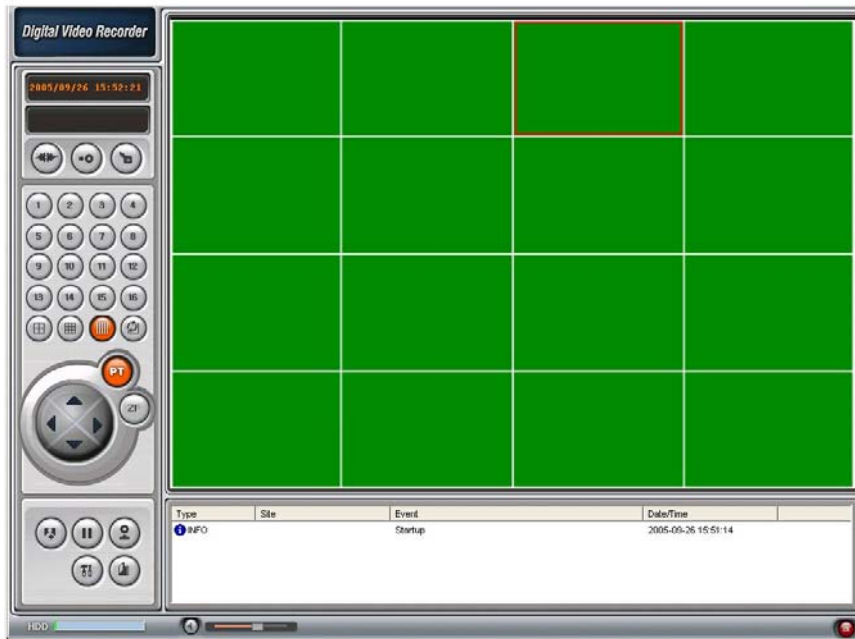 Digital Video Recorder
2005/09/26 15:52:21
1 2 3 4
5 6 7 8
9 10 11 12
13 14 15 16
PT
ZF
Type Site Event Date/Time
INFO Startup 2005-09-26 15:51:14
HDD